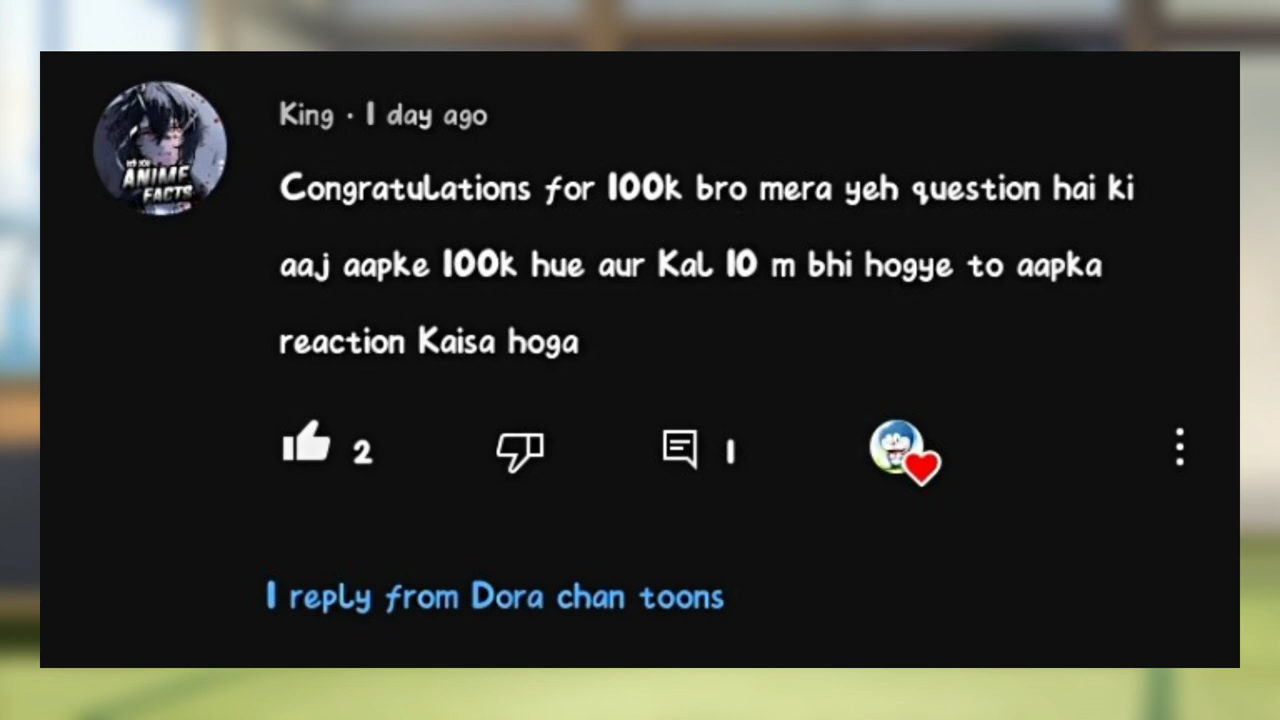 King · 1 day ago
Congratulations for 100k bro mera yeh question hai ki
aaj aapke 100k hue aur Kal 10 m bhi hogye to aapka
reaction Kaisa hoga
ANIME
FACTS
2
1
1 reply from Dora chan toons